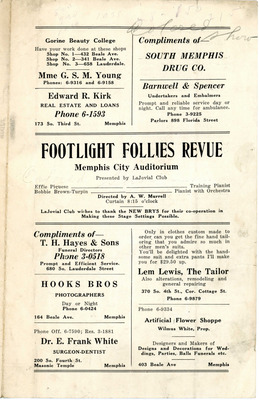 Gorine Beauty College
Have your work done at these shops
Shop No. 1—432 Beale Ave.
Shop No. 2—341 Beale Ave.
Shop No. 3—658 Lauderdale.
Mme G. S. M. Young
Phones: 6-9316 and 6-9158
Edward R. Kirk
REAL ESTATE AND LOANS
Phone 6-1593
173 So. Third St. Memphis
Compliments of
SOUTH MEMPHIS
DRUG CO.
Barnwell & Spencer
Undertakers and Embalmers
Prompt and reliable service day or
night. Call any time for ambulance.
Phone 3-9225
Parlors 898 Florida Street
FOOTLIGHT FOLLIES REVUE
Memphis City Auditorium
Presented by LaJovial Club
Effie Training Pianist
Bobbie Brown-Turpin Pianist with Orchestra
Directed by A. W. Marrell
Curtain 8:15 o'clock
LaJovial Club wishes to thank the NEW BRYS for their co-operation in
Making these Stage Settings Possible.
Compliments of—
T. H. Hayes & Sons
Funeral Directors
Phone 3-0518
Prompt and Efficient Service.
680 So. Lauderdale Street
HOOKS BROS
PHOTOGRAPHERS
Day or Night
Phone 6-0424
164 Beale Ave. Memphis
Phone Off. 6-7590; Res. 3-1881
Dr. E. Frank White
SURGEON-DENTIST
200 So. Fourth St.
Masonic Temple Memphis
Only in clothes custom made to
order can you get the fine hand tail-
oring that you admire so much in
other men's suits.
You'll be delighted with the hand-
some suit and extra pants I'll make
you for $29.50 up.
Lem Lewis, The Tailor
Also alterations, remodeling and
general repairing
370 So. 4th St., Cor. Cottage St.
Phone 6-9879
Phone 6-9334
Artificial Flower Shoppe
Wilows White, Prop.
Designers and Makers of
Designs and Decorations for Wed-
dings, Parties, Balls Funerals etc.
403 Beale Ave Memphis